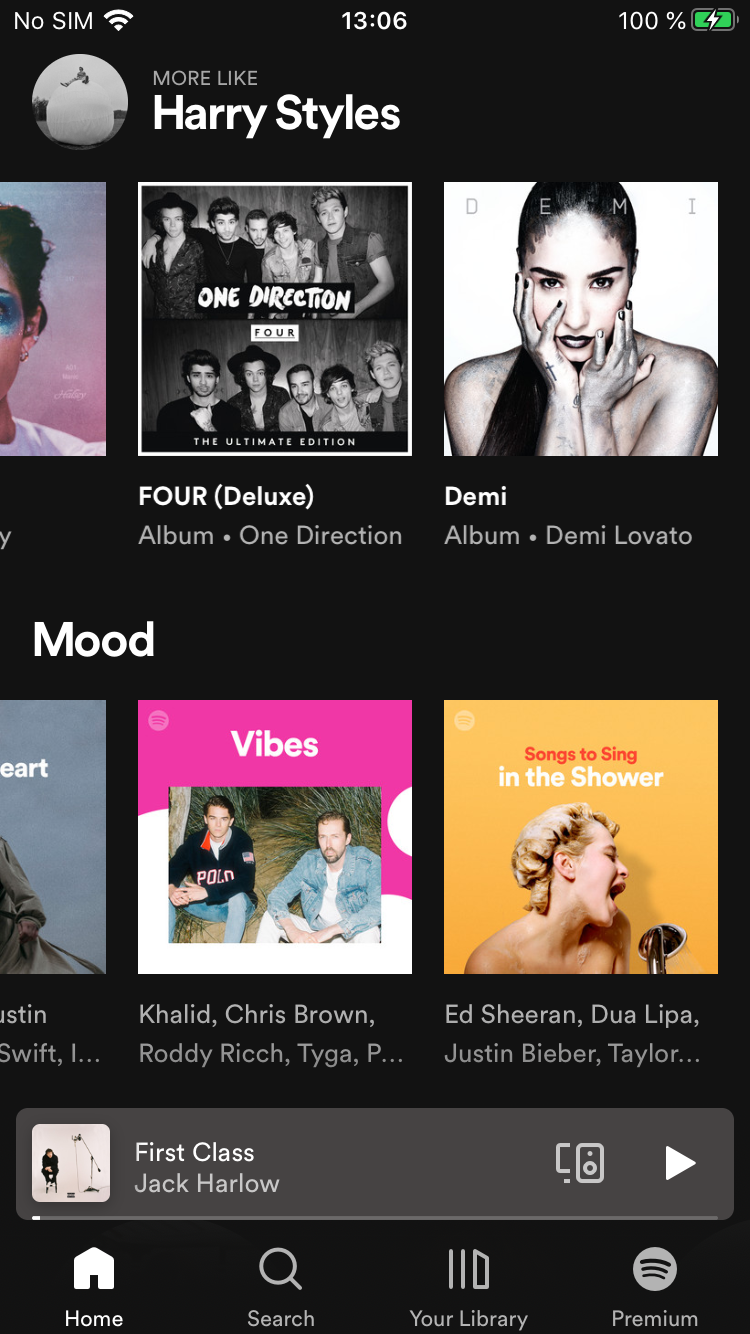 No SIM 13:06 100 %
MORE LIKE
Harry Styles
D E M I
ONE DIRECTION
FOUR
THE ULTIMATE EDITION
FOUR (Deluxe) Demi
y Album • One Direction Album • Demi Lovato
Mood
eart
Vibes
Songs to Sing
in the Shower
POLO
ustin Khalid, Chris Brown, Ed Sheeran, Dua Lipa,
Swift, I... Roddy Ricch, Tyga, P... Justin Bieber, Taylor...
First Class
Jack Harlow
Home Search Your Library Premium